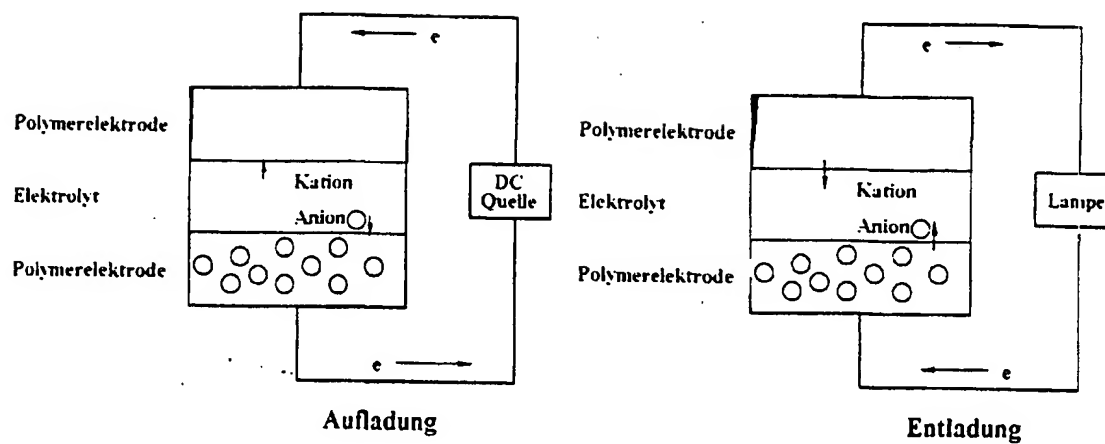 e
Polymerelektrode
Kation
Elektrolyt
Anion
DC
Quelle
Polymerelektrode
e
Aufladung
e
Polymerelektrode
Kation
Elektrolyt
Anion
Lampe
Polymerelektrode
e
Entladung